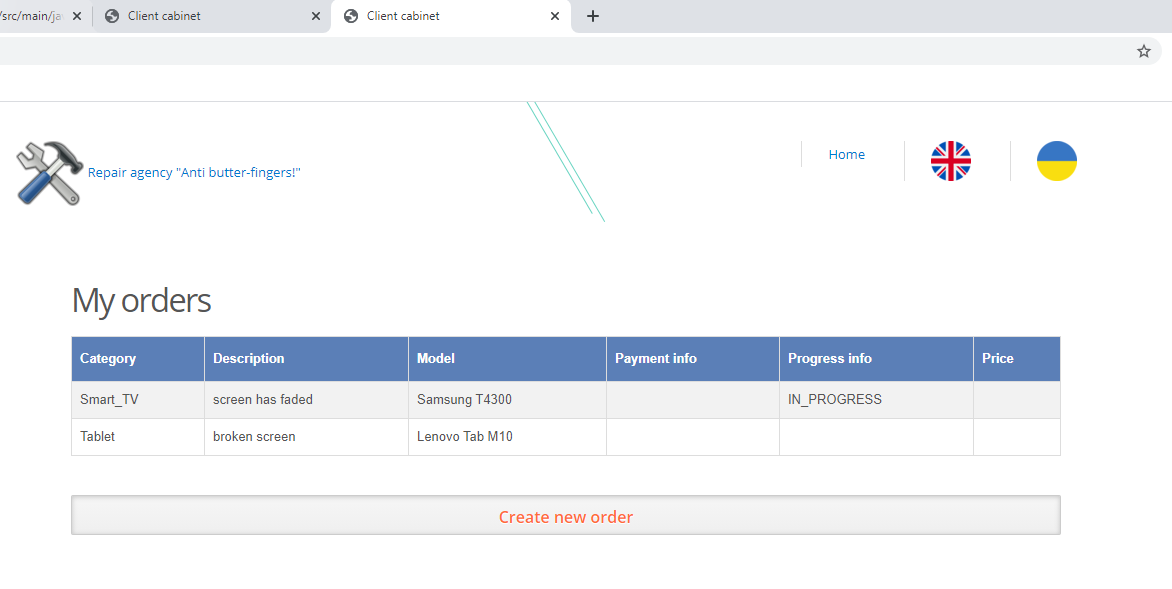 /src/main/ja
Client cabinet
Client cabinet
Repair agency "Anti butter-fingers!"
Home
My orders
Category Description Model Payment info Progress info Price
Smart_TV screen has faded Samsung T4300 IN_PROGRESS
Tablet broken screen Lenovo Tab M10
Create new order